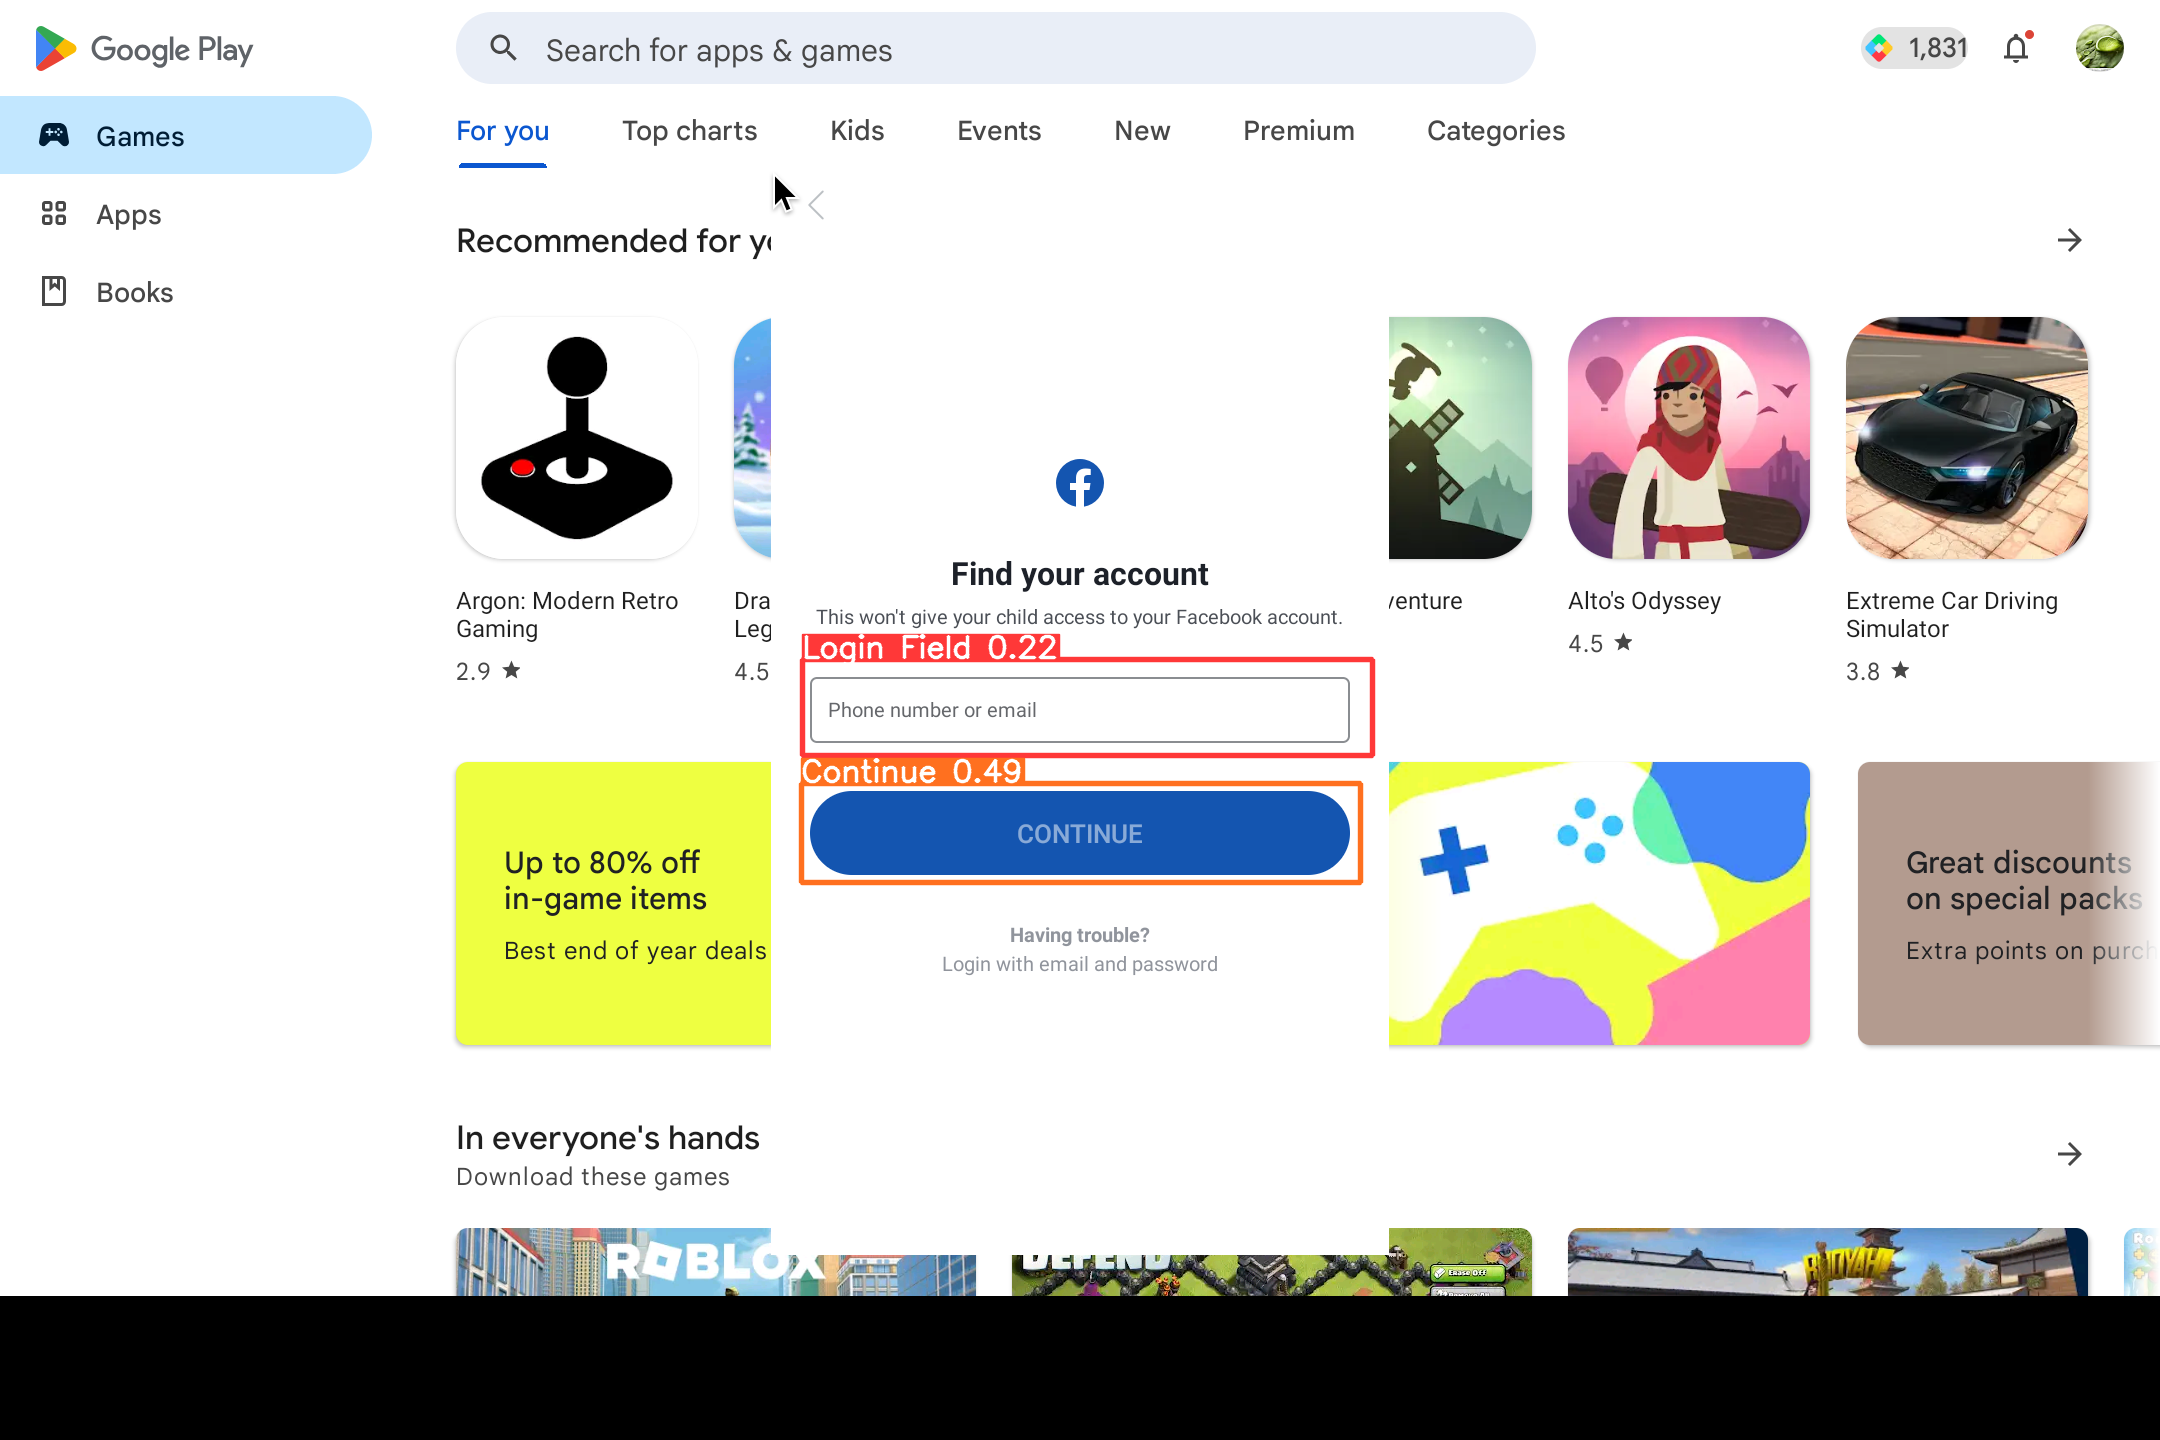 Google Play
Search for apps & games
1,831
Games
Apps
Books
For you
Top charts
Kids
Events
New
Premium
Categories
Recommended for yo
Argon: Modern Retro
Gaming
2.9 ★
Dra
Leg
4.5
venture
Alto's Odyssey
4.5 ★
Extreme Car Driving
Simulator
3.8 ★
Find your account
This won't give your child access to your Facebook account.
Login Field 0.22
Phone number or email
Continue 0.49
CONTINUE
Having trouble?
Login with email and password
Up to 80% off
in-game items
Best end of year deals
Great discounts
on special packs
Extra points on purch
In everyone's hands
Download these games
ROBLOX
DEFEND
BOOYAH!